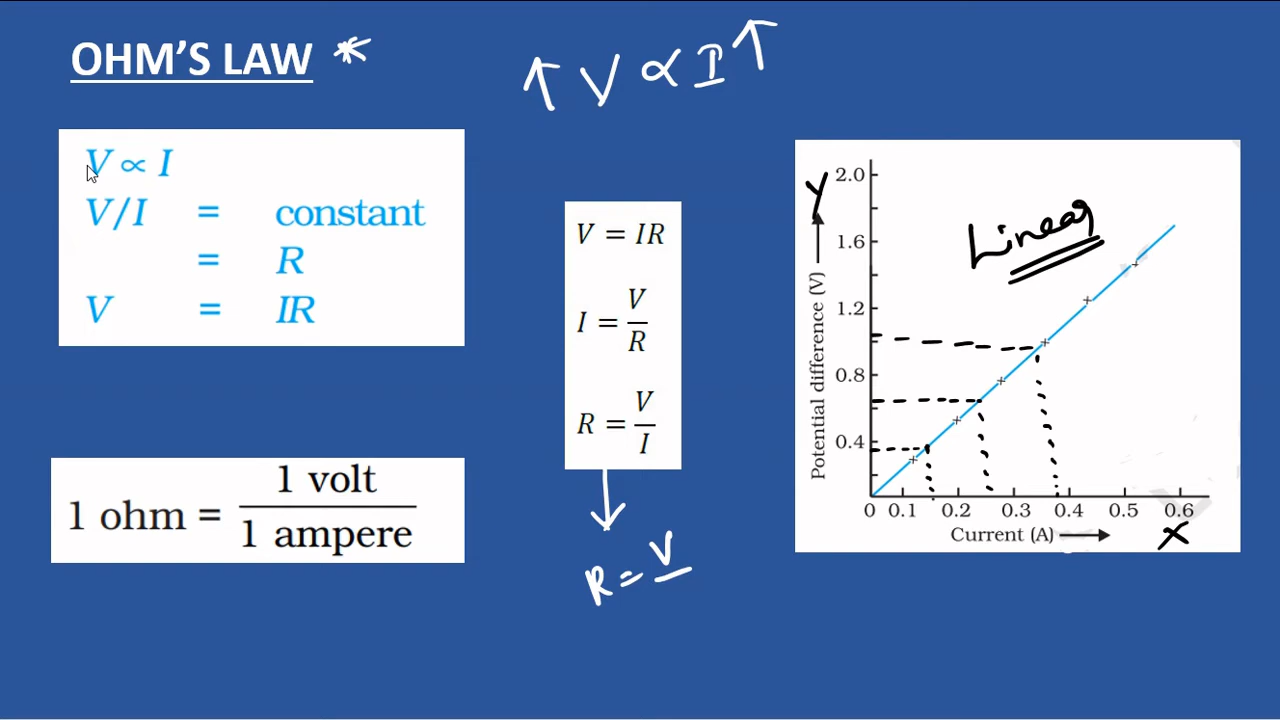 OHM'S LAW *
↑ V ∝ I ↑
V ∝ I
V/I = constant
= R
V = IR
1 ohm = 1 volt / 1 ampere
V = IR
I = V/R
R = V/I
R = V
Linear
Y
2.0
1.6
1.2
0.8
0.4
Potential difference (V)
0 0.1 0.2 0.3 0.4 0.5 0.6
Current (A)
X